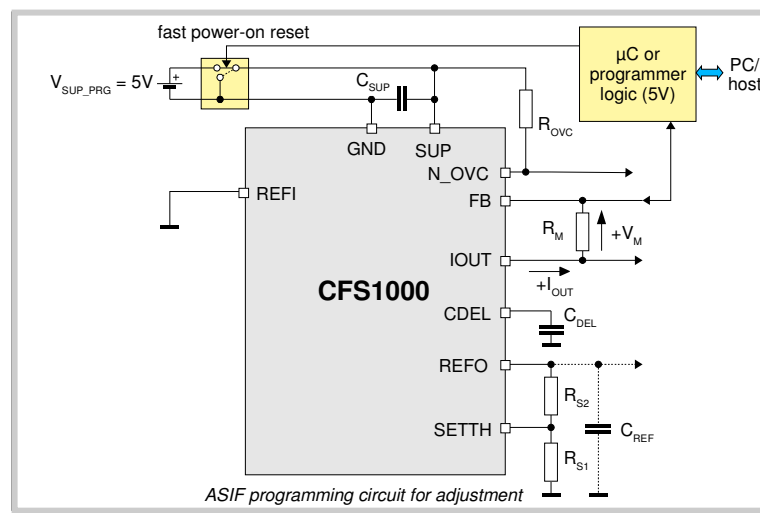 fast power-on reset
V_SUP_PRG = 5V
+
C_SUP
µC or
programmer
logic (5V)
PC/
host
R_OVC
GND
SUP
N_OVC
REFI
FB
R_M
+V_M
IOUT
+I_OUT
CFS1000
CDEL
C_DEL
REFO
R_S2
SETTH
C_REF
R_S1
ASIF programming circuit for adjustment